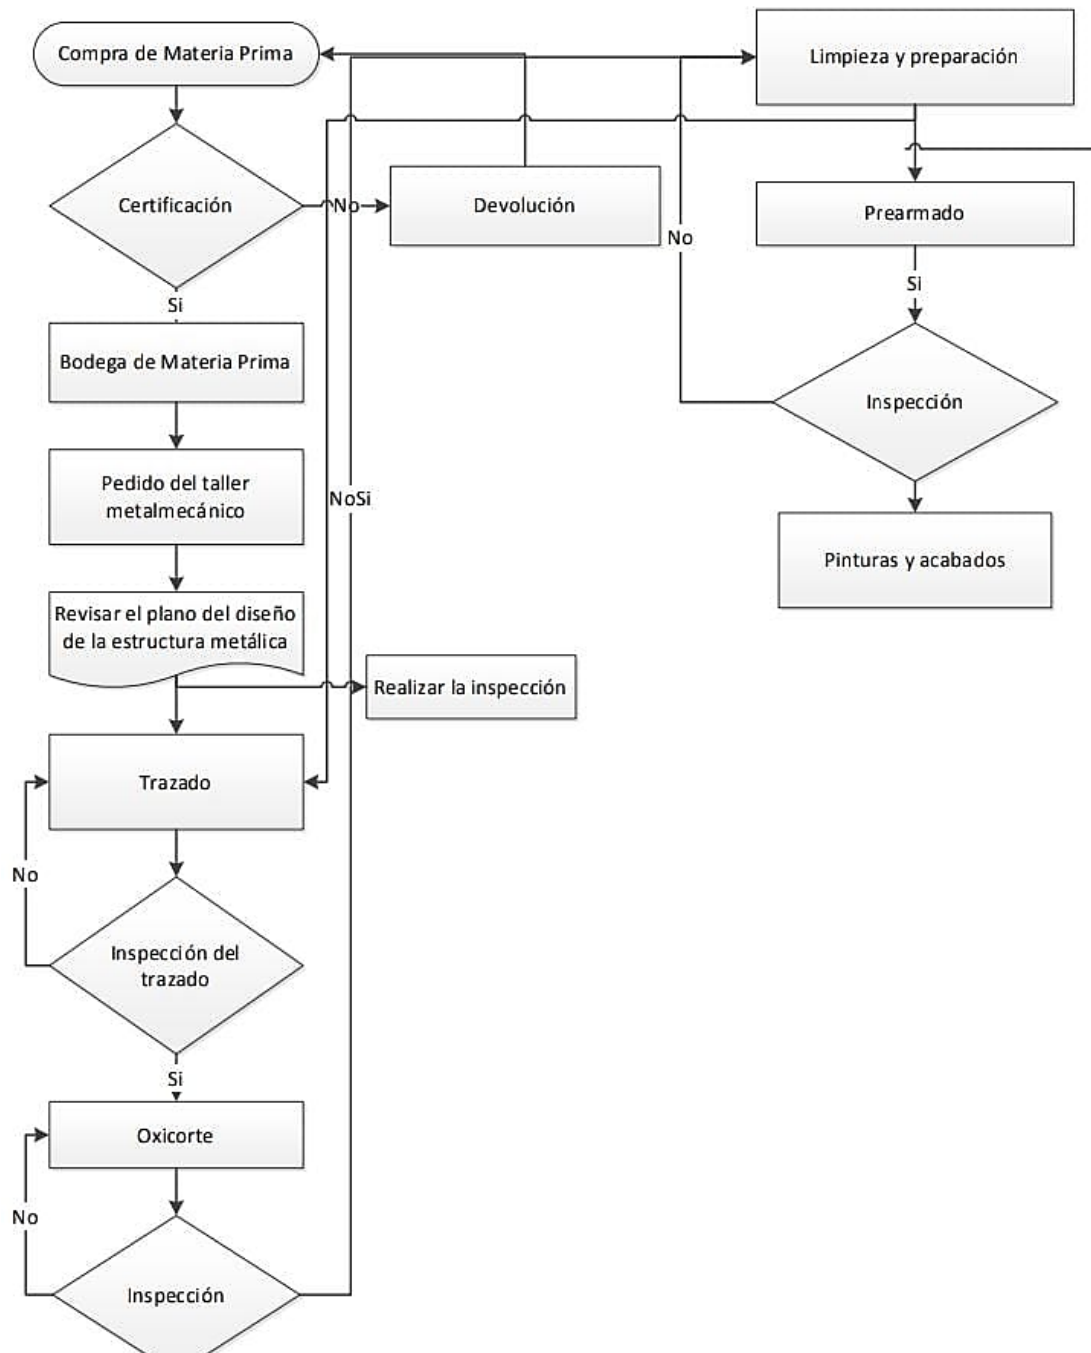 Compra de Materia Prima
Certificación
No
Devolución
Si
Bodega de Materia Prima
Pedido del taller
metalmecánico
Revisar el plano del diseño
de la estructura metálica
Realizar la inspección
Trazado
No
Inspección del
trazado
Si
Oxicorte
No
Inspección
NoSi
Limpieza y preparación
Prearmado
No
Si
Inspección
Pinturas y acabados